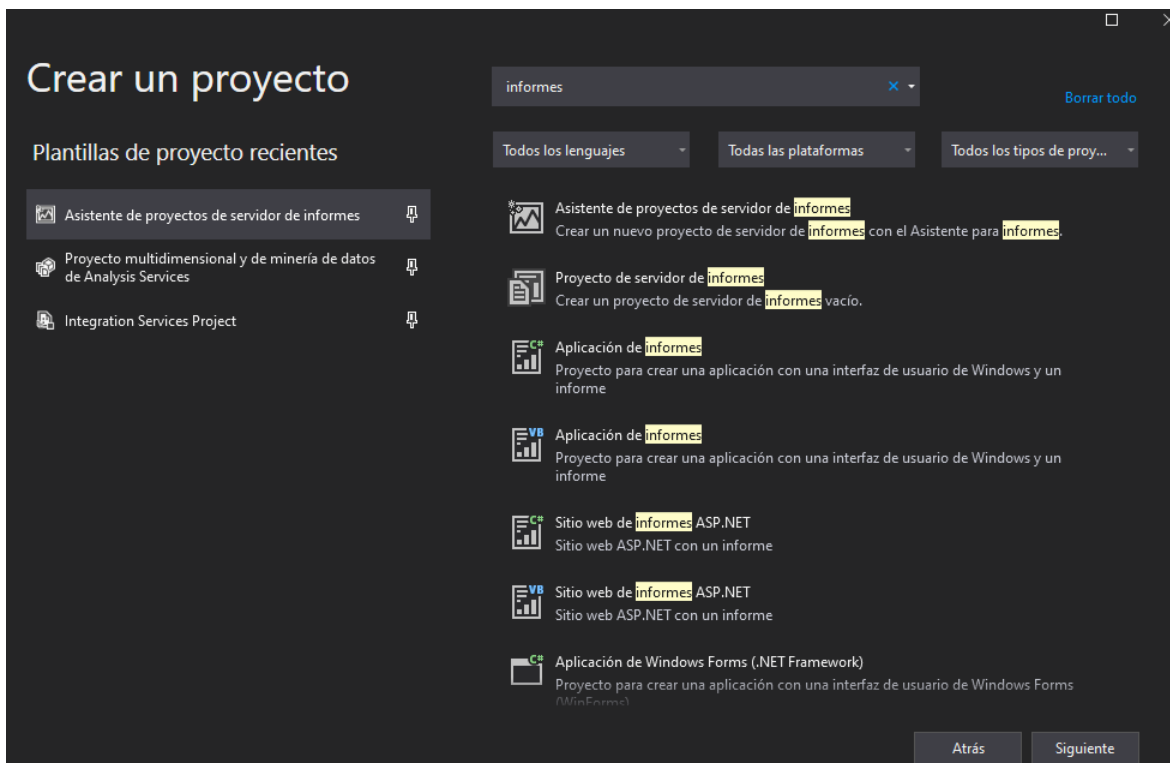 Crear un proyecto
informes
Borrar todo
Plantillas de proyecto recientes
Todos los lenguajes
Todas las plataformas
Todos los tipos de proy...
Asistente de proyectos de servidor de informes
Proyecto multidimensional y de minería de datos
de Analysis Services
Integration Services Project
Asistente de proyectos de servidor de informes
Crear un nuevo proyecto de servidor de informes con el Asistente para informes.
Proyecto de servidor de informes
Crear un proyecto de servidor de informes vacío.
C#
Aplicación de informes
Proyecto para crear una aplicación con una interfaz de usuario de Windows y un
informe
VB
Aplicación de informes
Proyecto para crear una aplicación con una interfaz de usuario de Windows y un
informe
C#
Sitio web de informes ASP.NET
Sitio web ASP.NET con un informe
VB
Sitio web de informes ASP.NET
Sitio web ASP.NET con un informe
C#
Aplicación de Windows Forms (.NET Framework)
Proyecto para crear una aplicación con una interfaz de usuario de Windows Forms
(WinForms)
Atrás
Siguiente